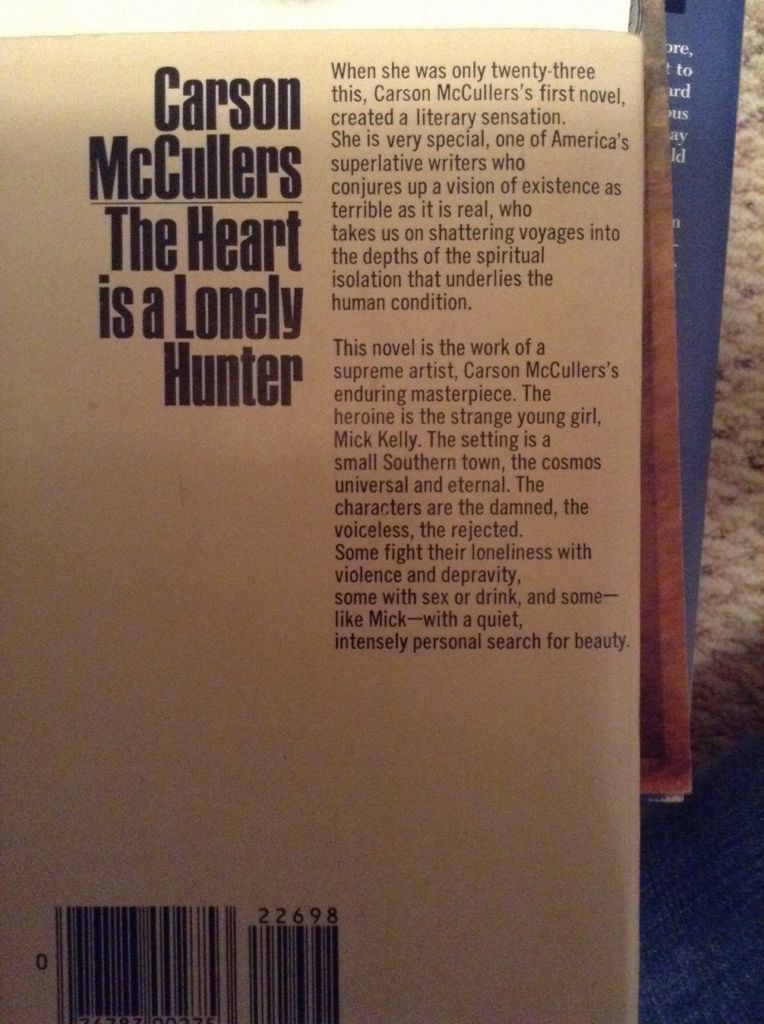 Carson
McCullers
The Heart
is a Lonely
Hunter
When she was only twenty-three
this, Carson McCullers's first novel,
created a literary sensation.
She is very special, one of America's
superlative writers who
conjures up a vision of existence as
terrible as it is real, who
takes us on shattering voyages into
the depths of the spiritual
isolation that underlies the
human condition.
This novel is the work of a
supreme artist, Carson McCullers's
enduring masterpiece. The
heroine is the strange young girl,
Mick Kelly. The setting is a
small Southern town, the cosmos
universal and eternal. The
characters are the damned, the
voiceless, the rejected.
Some fight their loneliness with
violence and depravity,
some with sex or drink, and some—
like Mick—with a quiet,
intensely personal search for beauty.
22698
0
ore,
t to
ard
ous
ay
ld